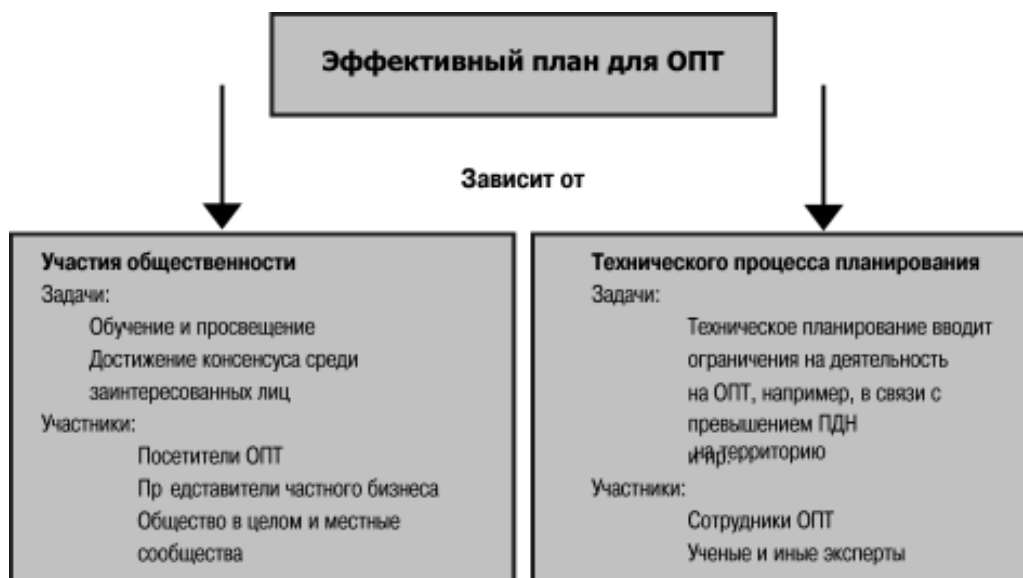 Эффективный план для ОПТ
Зависит от
Участия общественности
Задачи:
Обучение и просвещение
Достижение консенсуса среди
заинтересованных лиц
Участники:
Посетители ОПТ
Пр едставители частного бизнеса
Общество в целом и местные
сообщества
Технического процесса планирования
Задачи:
Техническое планирование вводит
ограничения на деятельность
на ОПТ, например, в связи с
превышением ПДН
на территорию
и пр.
Участники:
Сотрудники ОПТ
Ученые и иные эксперты